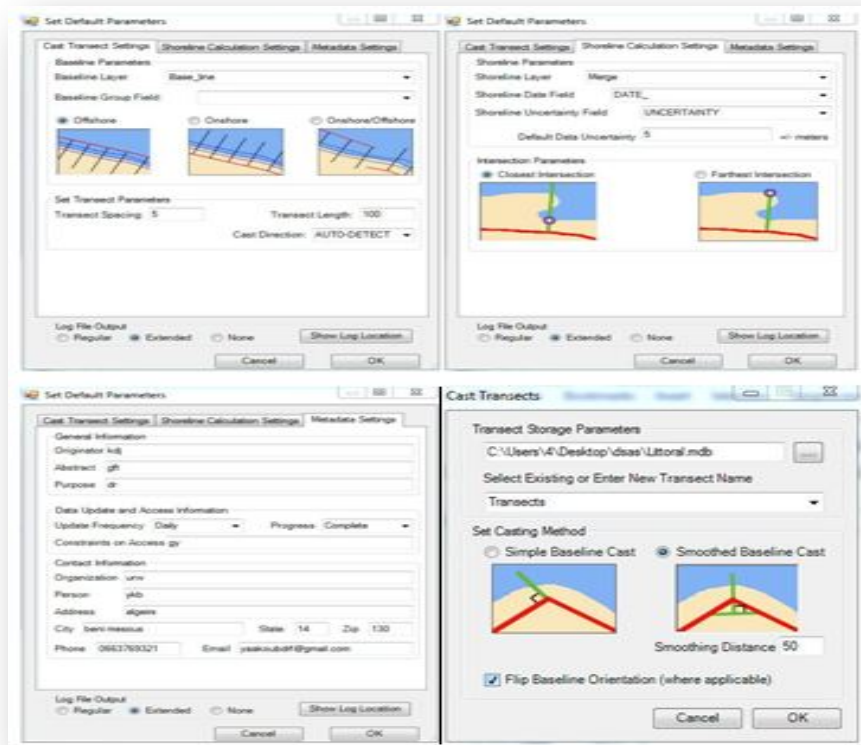 Set Default Parameters
Cast Transect Settings Shoreline Calculation Settings Metadata Settings
Baseline Parameters
Baseline Layer Base_line
Baseline Group Field
Offshore Onshore Onshore/Offshore
Set Transect Parameters
Transect Spacing 5 Transect Length 100
Cast Direction: AUTO-DETECT
Log File Output
Regular Extended None Show Log Location
Cancel OK
Set Default Parameters
Cast Transect Settings Shoreline Calculation Settings Metadata Settings
Shoreline Parameters
Shoreline Layer Merge
Shoreline Date Field DATE_
Shoreline Uncertainty Field UNCERTAINTY
Default Data Uncertainty 5 +/- meters
Intersection Parameters
Closest Intersection Farthest Intersection
Log File Output
Regular Extended None Show Log Location
Cancel OK
Set Default Parameters
Cast Transect Settings Shoreline Calculation Settings Metadata Settings
General Information
Originator kdj
Abstract gft
Purpose dr
Data Update and Access Information
Update Frequency Daily Progress Complete
Constraints on Access gy
Contact Information
Organization
Person ykb
Address
City beni messus State 14 Zip 130
Phone 0663769321 Email
Log File Output
Regular Extended None Show Log Location
Cancel OK
Cast Transects
Transect Storage Parameters
C:\Users\4\Desktop\dsas\Littoral.mdb ...
Select Existing or Enter New Transect Name
Transects
Set Casting Method
Simple Baseline Cast Smoothed Baseline Cast
Smoothing Distance 50
Flip Baseline Orientation (where applicable)
Cancel OK